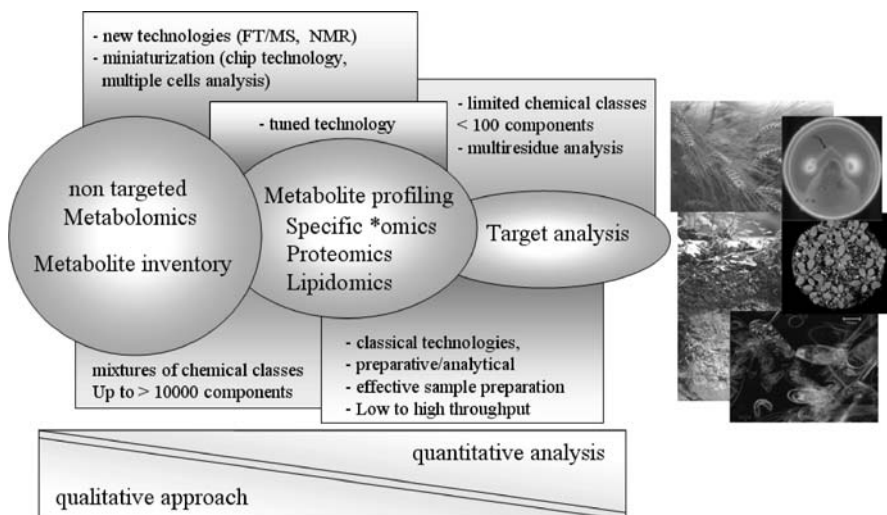 - new technologies (FT/MS, NMR)
- miniaturization (chip technology,
multiple cells analysis)
- tuned technology
- limited chemical classes
< 100 components
- multiresidue analysis
non targeted
Metabolomics
Metabolite inventory
Metabolite profiling
Specific *omics
Proteomics
Lipidomics
Target analysis
mixtures of chemical classes
Up to > 10000 components
- classical technologies,
- preparative/analytical
- effective sample preparation
- Low to high throughput
quantitative analysis
qualitative approach